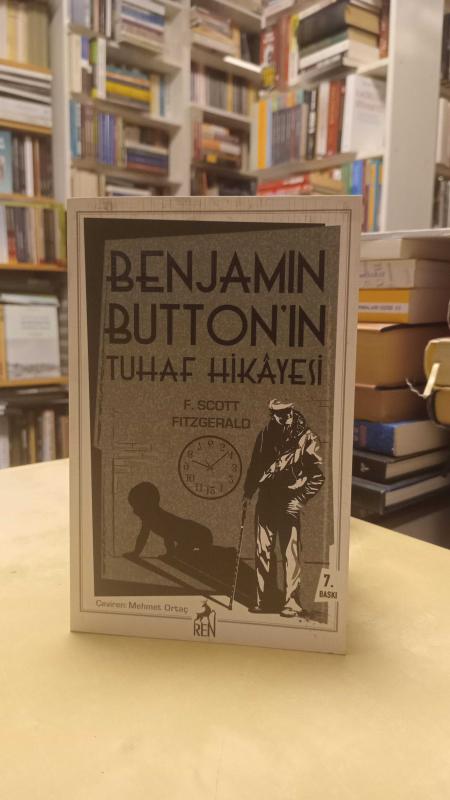 BENJAMIN
BUTTON'IN
TUHAF HİKÂYESİ
F. SCOTT
FITZGERALD
7.
BASKI
Çeviren: Mehmet Ortaç
REN